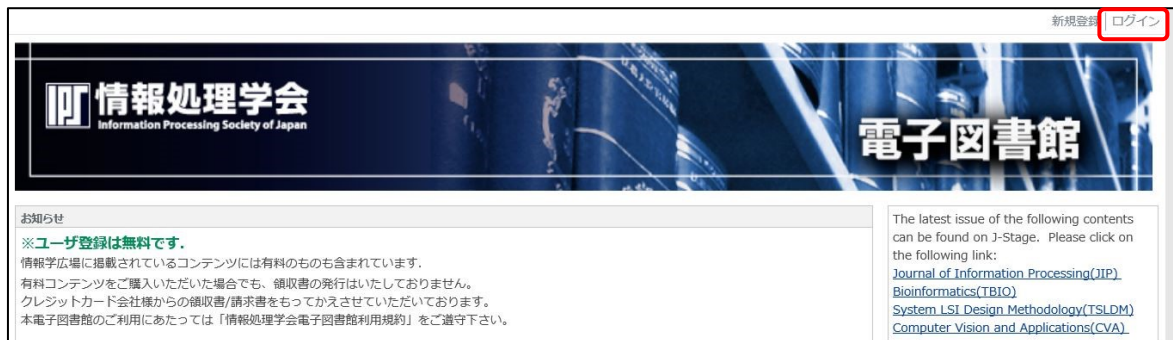 新規登録 ログイン
IPSJ 情報処理学会
Information Processing Society of Japan
電子図書館
お知らせ
※ユーザ登録は無料です.
情報学広場に掲載されているコンテンツには有料のものも含まれています.
有料コンテンツをご購入いただいた場合でも、領収書の発行はいたしておりません。
クレジットカード会社様からの領収書/請求書をもってかえさせていただいております。
本電子図書館のご利用にあたっては「情報処理学会電子図書館利用規約」をご遵守下さい。
The latest issue of the following contents
can be found on J-Stage. Please click on
the following link:
Journal of Information Processing(JIP)
Bioinformatics(TBIO)
System LSI Design Methodology(TSLDM)
Computer Vision and Applications(CVA)